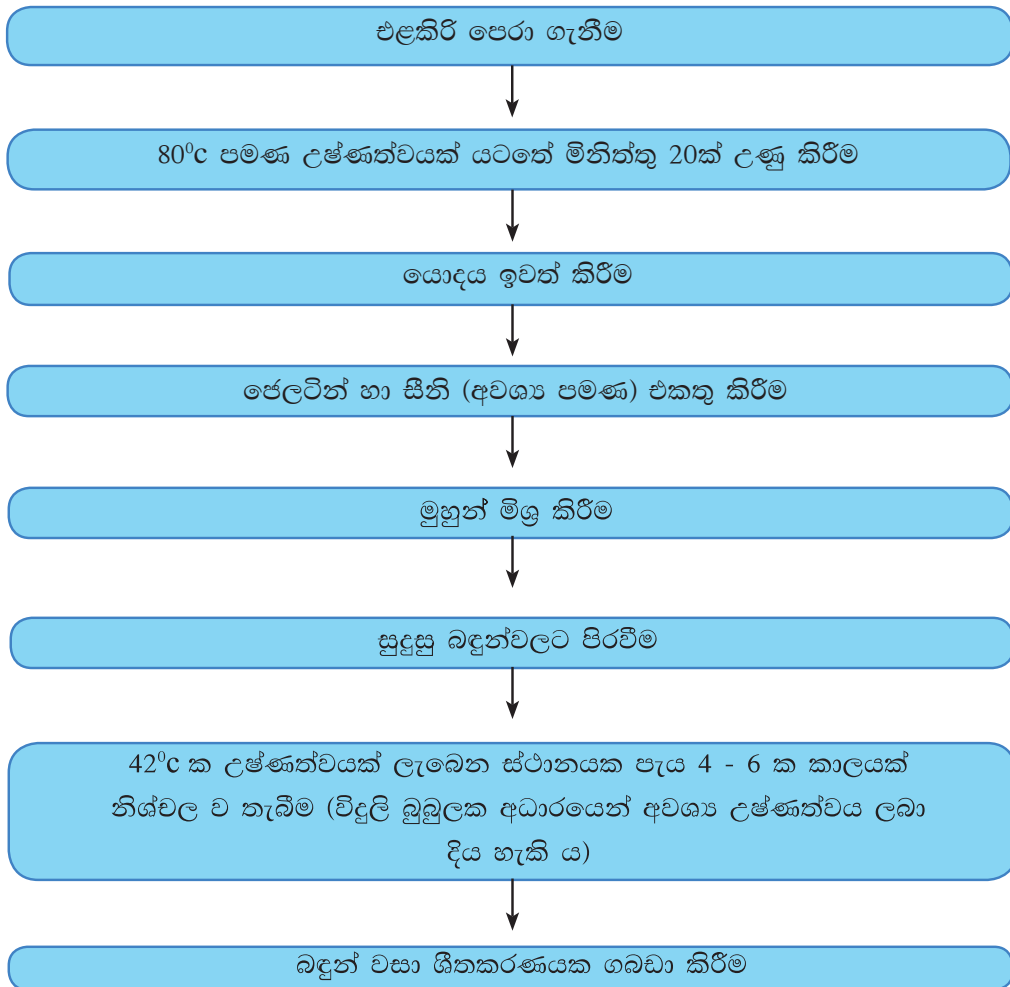 එළකිරි පෙරා ගැනීම
80⁰c පමණ උෂ්ණත්වයක් යටතේ මිනිත්තු 20ක් උණු කිරීම
යොදය ඉවත් කිරීම
ජෙලටින් හා සීනි (අවශ්‍ය පමණ) එකතු කිරීම
මුහුන් මිශ්‍ර කිරීම
සුදුසු බඳුන්වලට පිරවීම
42⁰c ක උෂ්ණත්වයක් ලැබෙන ස්ථානයක පැය 4 - 6 ක කාලයක්
නිශ්චල ව තැබීම (විදුලි බුබුලක අධාරයෙන් අවශ්‍ය උෂ්ණත්වය ලබා
දිය හැකි ය)
බඳුන් වසා ශීතකරණයක ගබඩා කිරීම